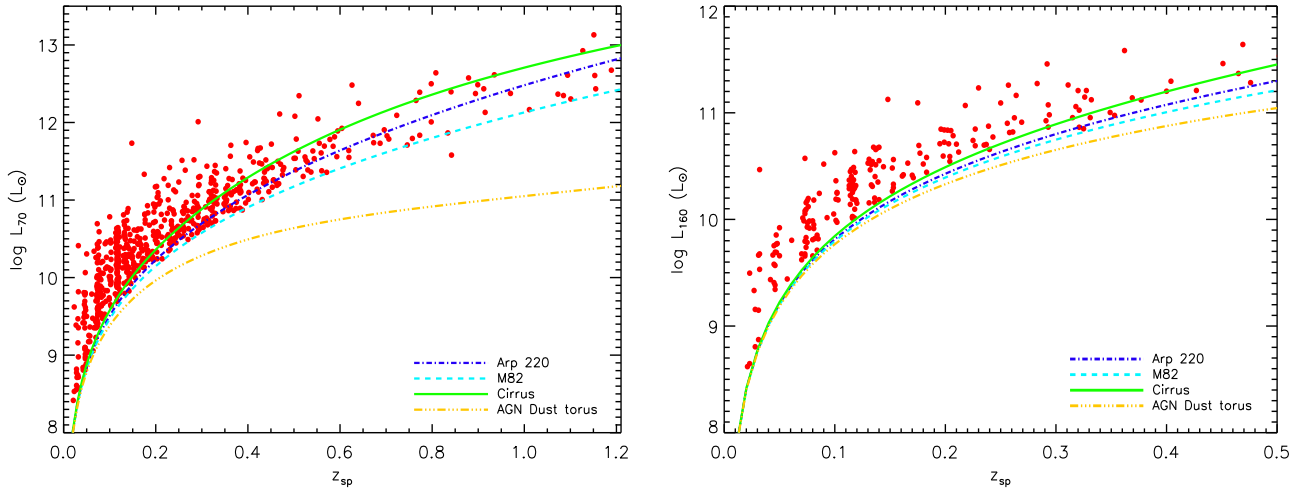 13
12
11
10
9
8
log L₇₀ (L⊙)
Arp 220
M82
Cirrus
AGN Dust torus
0.0 0.2 0.4 0.6 0.8 1.0 1.2
z_sp
12
11
10
9
8
log L₁₆₀ (L⊙)
Arp 220
M82
Cirrus
AGN Dust torus
0.0 0.1 0.2 0.3 0.4 0.5
z_sp